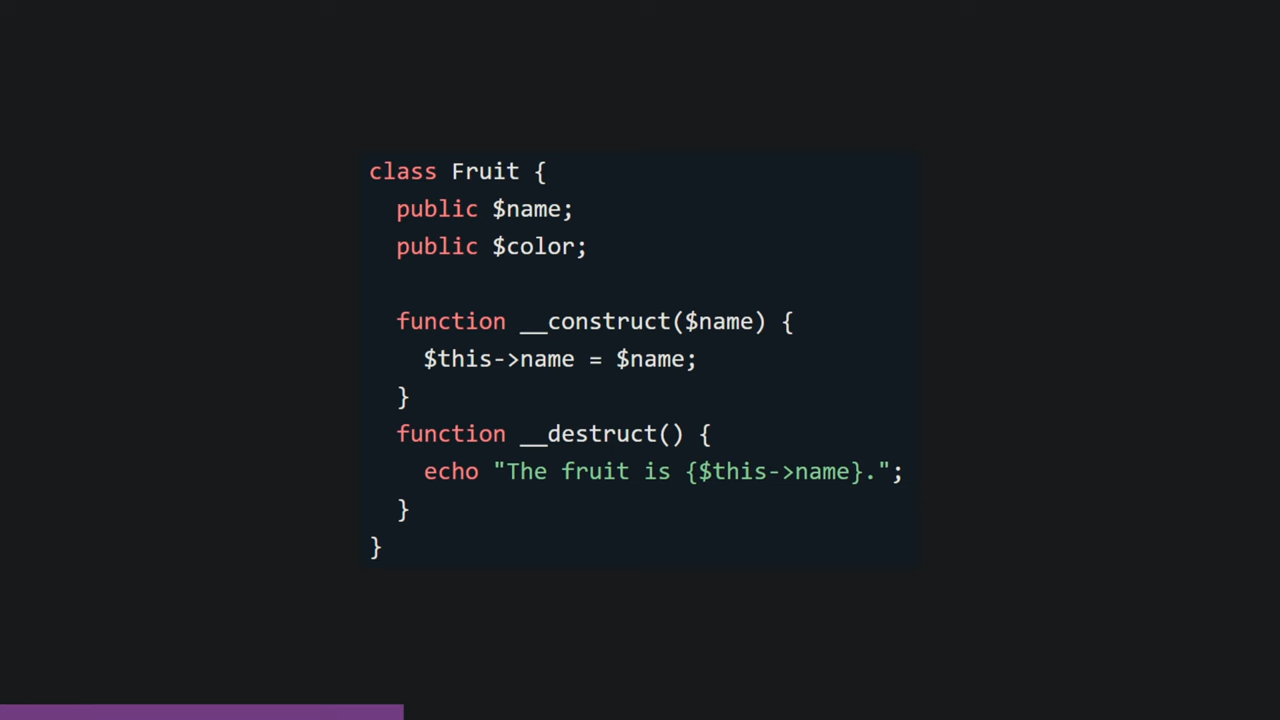 class Fruit {
  public $name;
  public $color;

  function __construct($name) {
    $this->name = $name;
  }
  function __destruct() {
    echo "The fruit is {$this->name}.";
  }
}